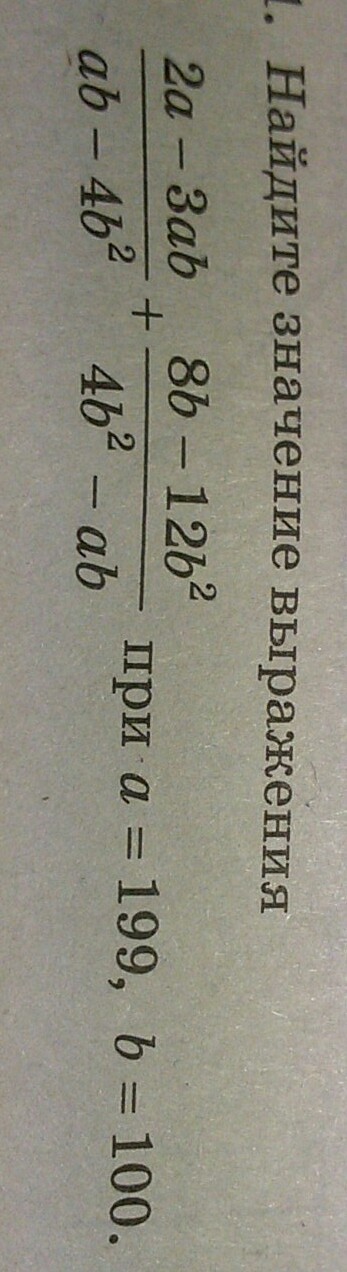 1. Найдите значение выражения
2a – 3ab / ab – 4b² + 8b – 12b² / 4b² – ab при a = 199, b = 100.